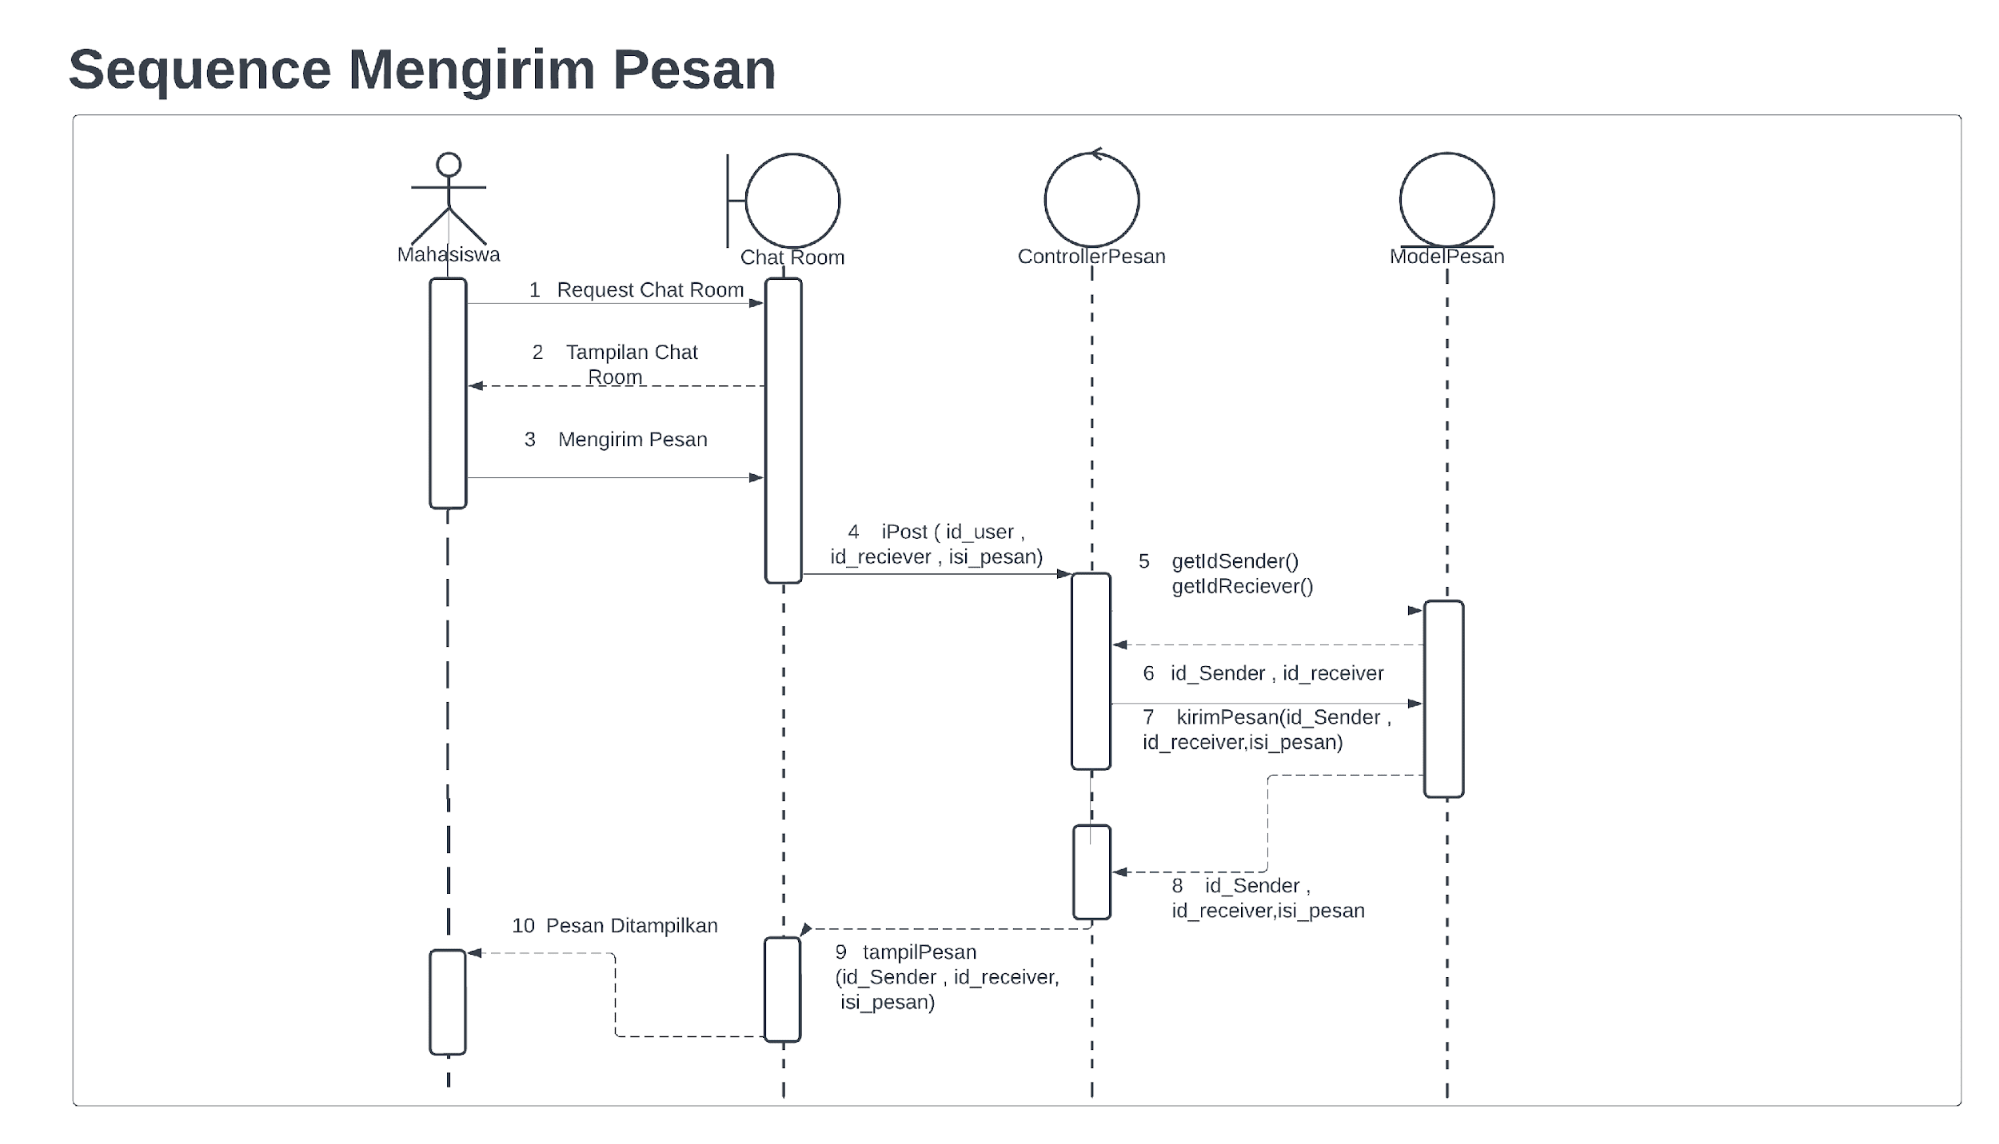 Sequence Mengirim Pesan
Mahasiswa
Chat Room
ControllerPesan
ModelPesan
1 Request Chat Room
2 Tampilan Chat
Room
3 Mengirim Pesan
4 iPost ( id_user ,
id_reciever , isi_pesan)
5 getIdSender()
getIdReciever()
6 id_Sender , id_receiver
7 kirimPesan(id_Sender ,
id_receiver,isi_pesan)
8 id_Sender ,
id_receiver,isi_pesan
9 tampilPesan
(id_Sender , id_receiver,
isi_pesan)
10 Pesan Ditampilkan